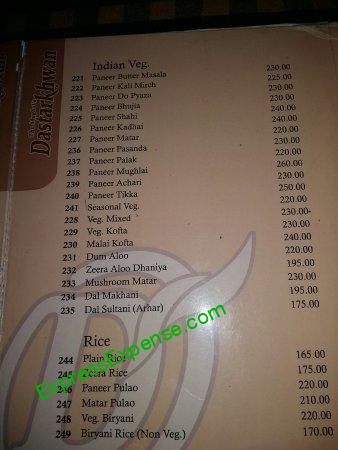 Dastarkhwan
Indian Veg.
221 Paneer Butter Masala
222 Paneer Kali Mirch
223 Paneer Do Pyaza
224 Paneer Bhujia
225 Paneer Shahi
226 Paneer Kadhai
227 Paneer Matar
236 Paneer Pasanda
237 Paneer Palak
238 Paneer Mughlai
239 Paneer Achari
240 Paneer Tikka
241 Seasonal Veg.
228 Veg. Mixed
229 Veg. Kofta
230 Malai Kofta
231 Dum Aloo
232 Zeera Aloo Dhaniya
233 Mushroom Matar
234 Dal Makhani
235 Dal Sultani (Arhar)
230.00
225.00
230.00
240.00
240.00
220.00
230.00
220.00
260.00
230.00
250.00
220.00
230.00-
230.00
240.00
220.00
195.00
230.00
195.00
175.00
Rice
244 Plain Rice 165.00
245 Zeera Rice 175.00
246 Paneer Pulao 220.00
247 Matar Pulao 210.00
248 Veg. Biryani 220.00
249 Biryani Rice (Non Veg.) 170.00
ExpressExpense.com